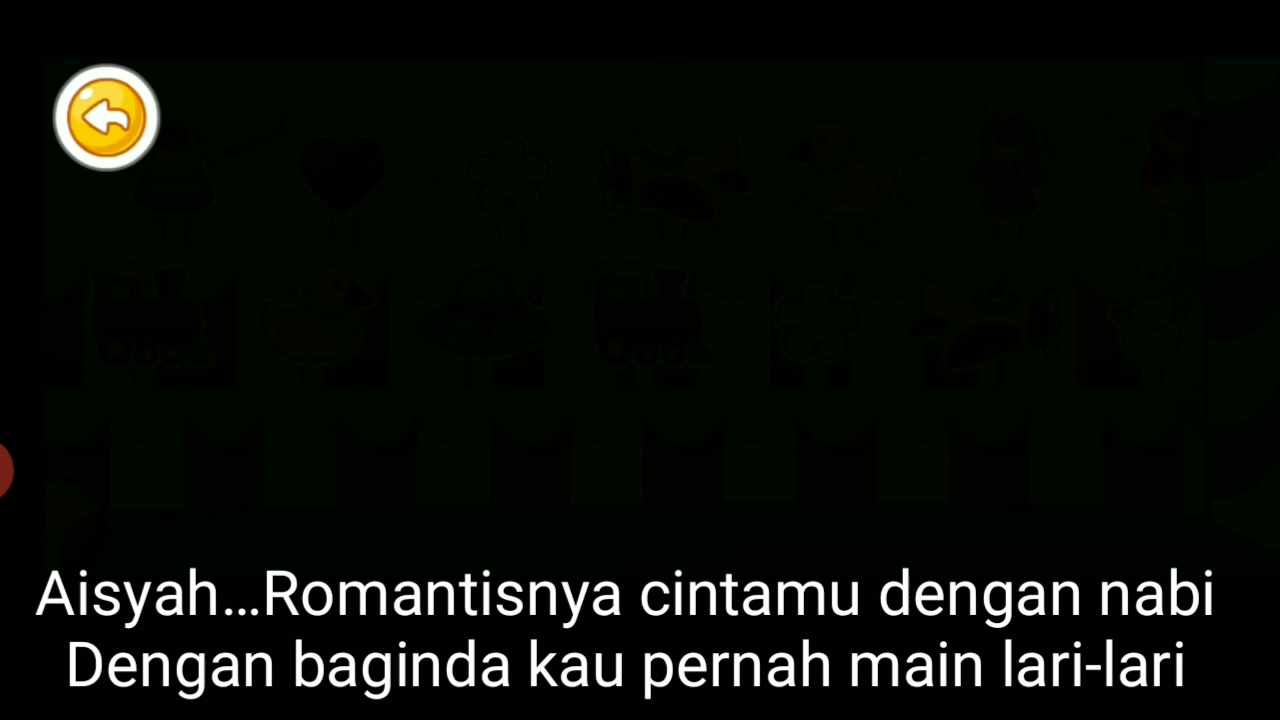 Aisyah...Romantisnya cintamu dengan nabi
Dengan baginda kau pernah main lari-lari